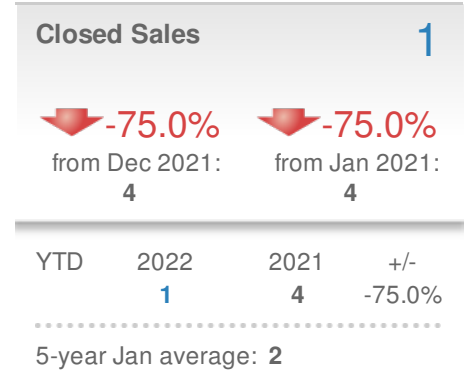 Closed Sales 1
-75.0% -75.0%
from Dec 2021: from Jan 2021:
4 4
YTD 2022 2021 +/-
1 4 -75.0%
5-year Jan average: 2